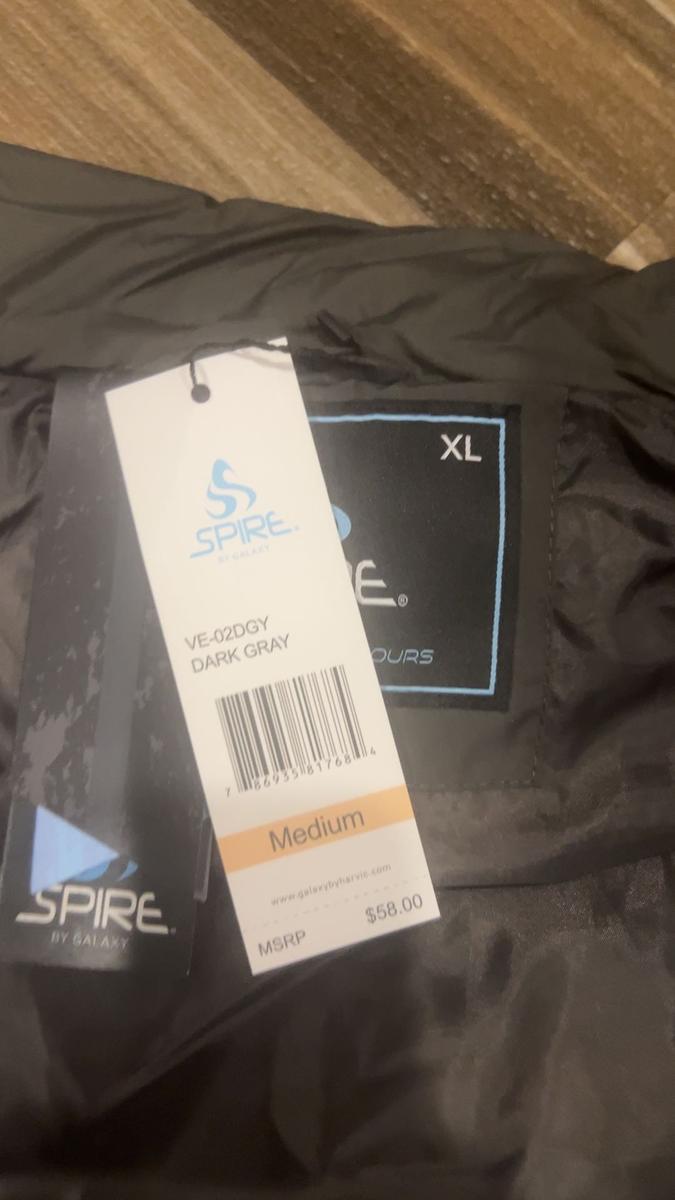 XL
SPIRE.
BY GALAXY
E®
OURS
VE-02DGY
DARK GRAY
7 86935 81768 4
Medium
www.galaxybyharvic.com
MSRP $58.00
SPIRE.
BY GALAXY